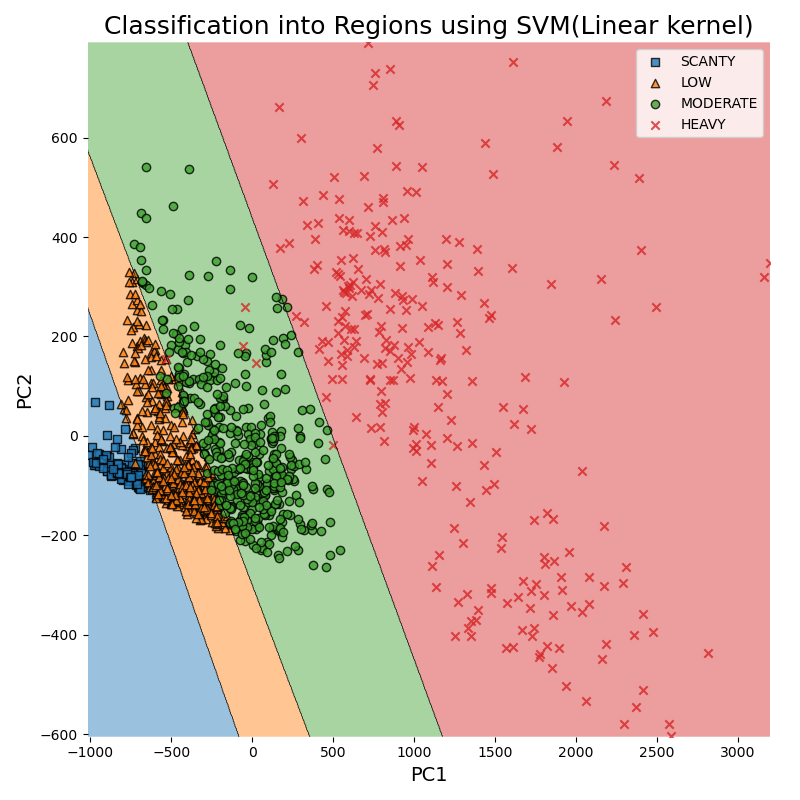 Classification into Regions using SVM(Linear kernel)
SCANTY
LOW
MODERATE
HEAVY
PC2
600
400
200
0
−200
−400
−600
−1000 −500 0 500 1000 1500 2000 2500 3000
PC1